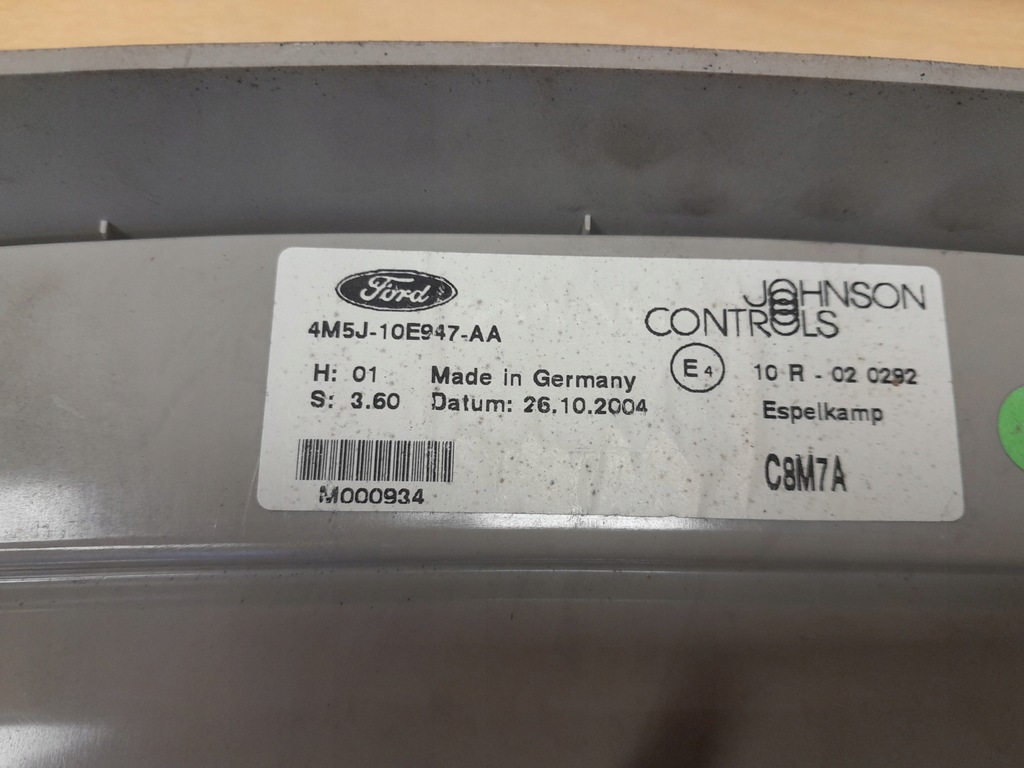 Ford
4M5J-10E947-AA
H: 01 Made in Germany
S: 3.60 Datum: 26.10.2004
M000934
JOHNSON
CONTROLS
E4 10 R - 02 0292
Espelkamp
C8M7A